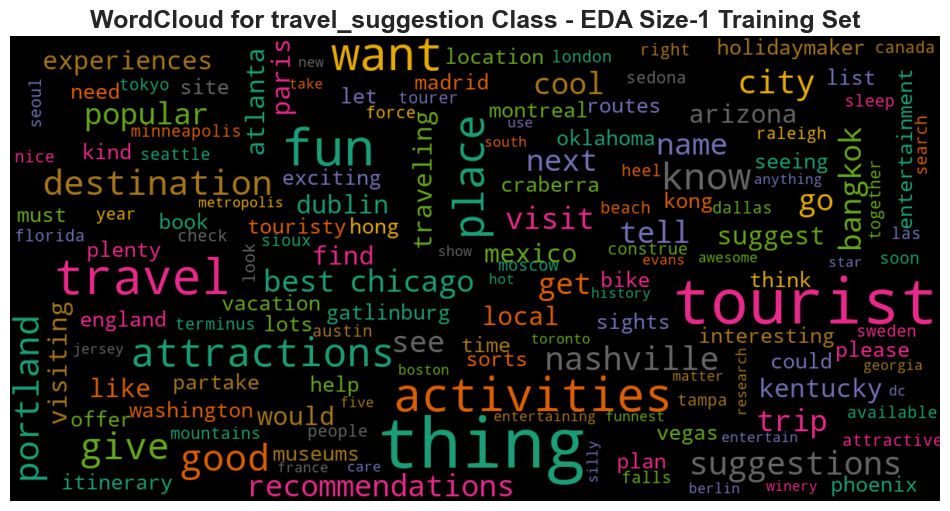 WordCloud for travel_suggestion Class - EDA Size-1 Training Set
experiences
paris
new
want
location
london
right
holidaymaker
canada
seoul
need
tokyo
site
atlanta
take
let
tourer
madrid
cool
sedona
city
list
sleep
popular
force
montreal
routes
arizona
entertainment
search
minneapolis
nice
kind
seattle
fun
traveling
place
oklahoma
name
raleigh
seeing
bangkok
together
destination
exciting
next
craberra
heel
know
anything
metropolis
dublin
visit
beach
kong
dallas
go
must
year
book
touristy
hong
south
use
tell
suggest
las
florida
check
sioux
find
show
mexico
construe
evans
awesome
star
soon
plenty
look
moscow
travel
best chicago
hot
get
bike
think
tourist
history
vacation
gatlinburg
local
sights
portland
visiting
england
terminus
lots
austin
toronto
interesting
sweden
jersey
attractions
see
time
sorts
nashville
could
please
georgia
boston
matter
research
like
partake
help
activities
tampa
kentucky
dc
offer
washington
would
five
entertaining
funnest
trip
available
give
mountains
people
thing
vegas
entertain
attractive
good
museums
silly
plan
suggestions
france
care
falls
itinerary
recommendations
berlin
winery
phoenix